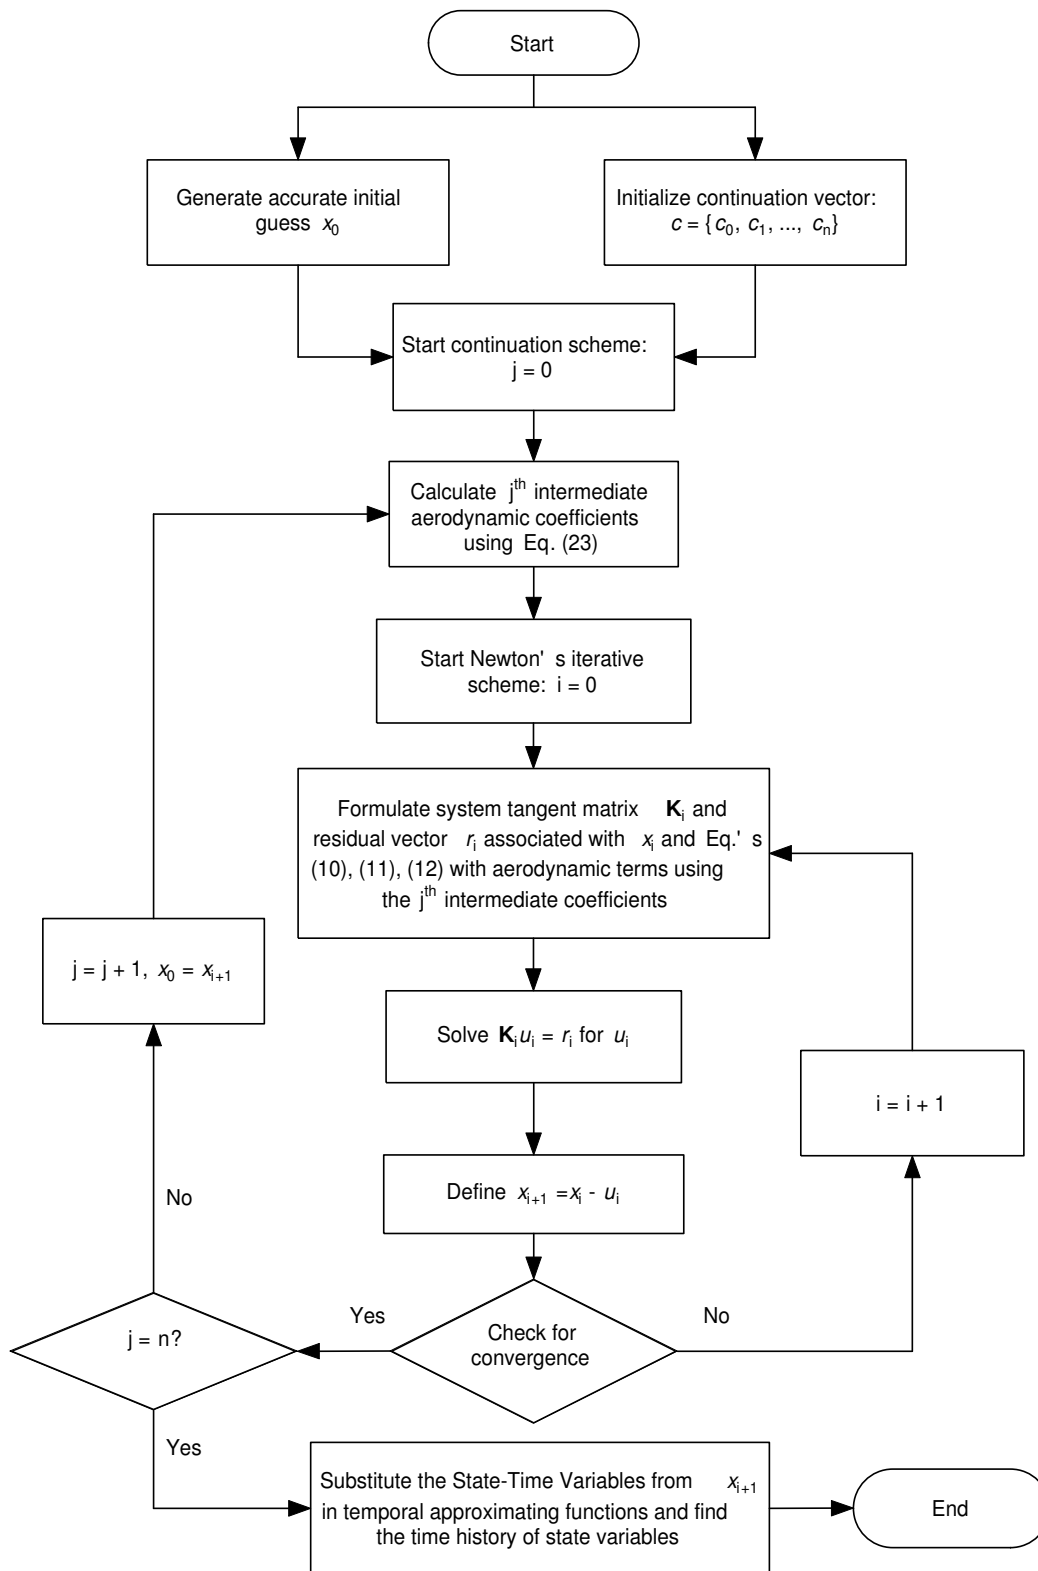 Start
Generate accurate initial
guess x0
Initialize continuation vector:
c = {c0, c1, ..., cn}
Start continuation scheme:
j = 0
Calculate jth intermediate
aerodynamic coefficients
using Eq. (23)
Start Newton' s iterative
scheme: i = 0
Formulate system tangent matrix Ki and
residual vector ri associated with xi and Eq.' s
(10), (11), (12) with aerodynamic terms using
the jth intermediate coefficients
j = j + 1, x0 = xi+1
Solve Kiui = ri for ui
i = i + 1
Define xi+1 =xi - ui
No
Yes
No
j = n?
Check for
convergence
Yes
Substitute the State-Time Variables from xi+1
in temporal approximating functions and find
the time history of state variables
End